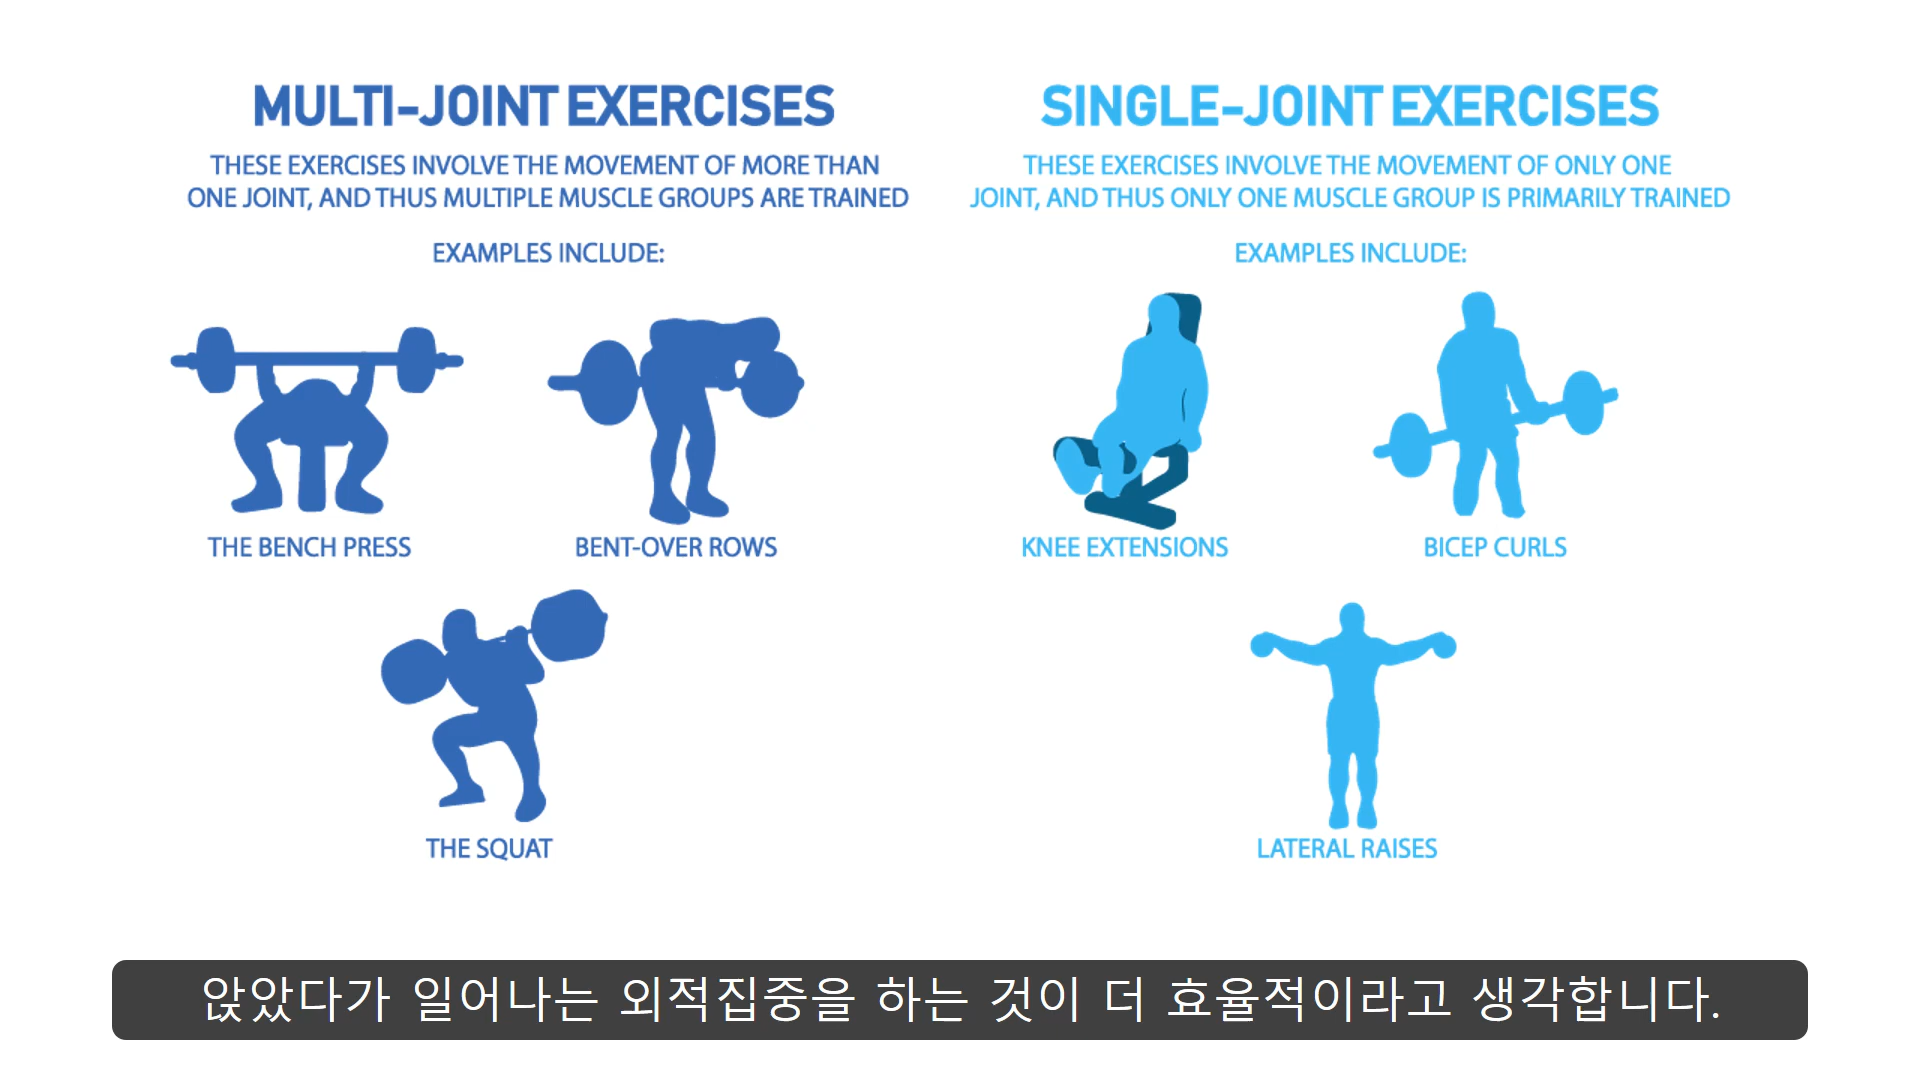 MULTI-JOINT EXERCISES
THESE EXERCISES INVOLVE THE MOVEMENT OF MORE THAN
ONE JOINT, AND THUS MULTIPLE MUSCLE GROUPS ARE TRAINED
EXAMPLES INCLUDE:
THE BENCH PRESS
BENT-OVER ROWS
THE SQUAT
SINGLE-JOINT EXERCISES
THESE EXERCISES INVOLVE THE MOVEMENT OF ONLY ONE
JOINT, AND THUS ONLY ONE MUSCLE GROUP IS PRIMARILY TRAINED
EXAMPLES INCLUDE:
KNEE EXTENSIONS
BICEP CURLS
LATERAL RAISES
앉았다가 일어나는 외적집중을 하는 것이 더 효율적이라고 생각합니다.